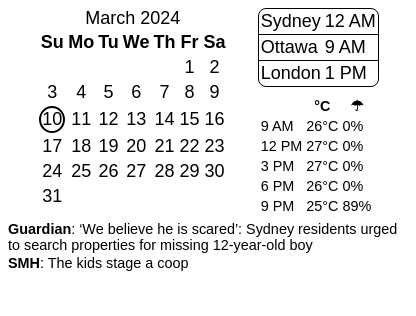 March 2024
Su Mo Tu We Th Fr Sa
1 2
3 4 5 6 7 8 9
10 11 12 13 14 15 16
17 18 19 20 21 22 23
24 25 26 27 28 29 30
31
Sydney 12 AM
Ottawa 9 AM
London 1 PM
°C ☂
9 AM 26°C 0%
12 PM 27°C 0%
3 PM 27°C 0%
6 PM 26°C 0%
9 PM 25°C 89%
Guardian: ‘We believe he is scared’: Sydney residents urged
to search properties for missing 12-year-old boy
SMH: The kids stage a coop